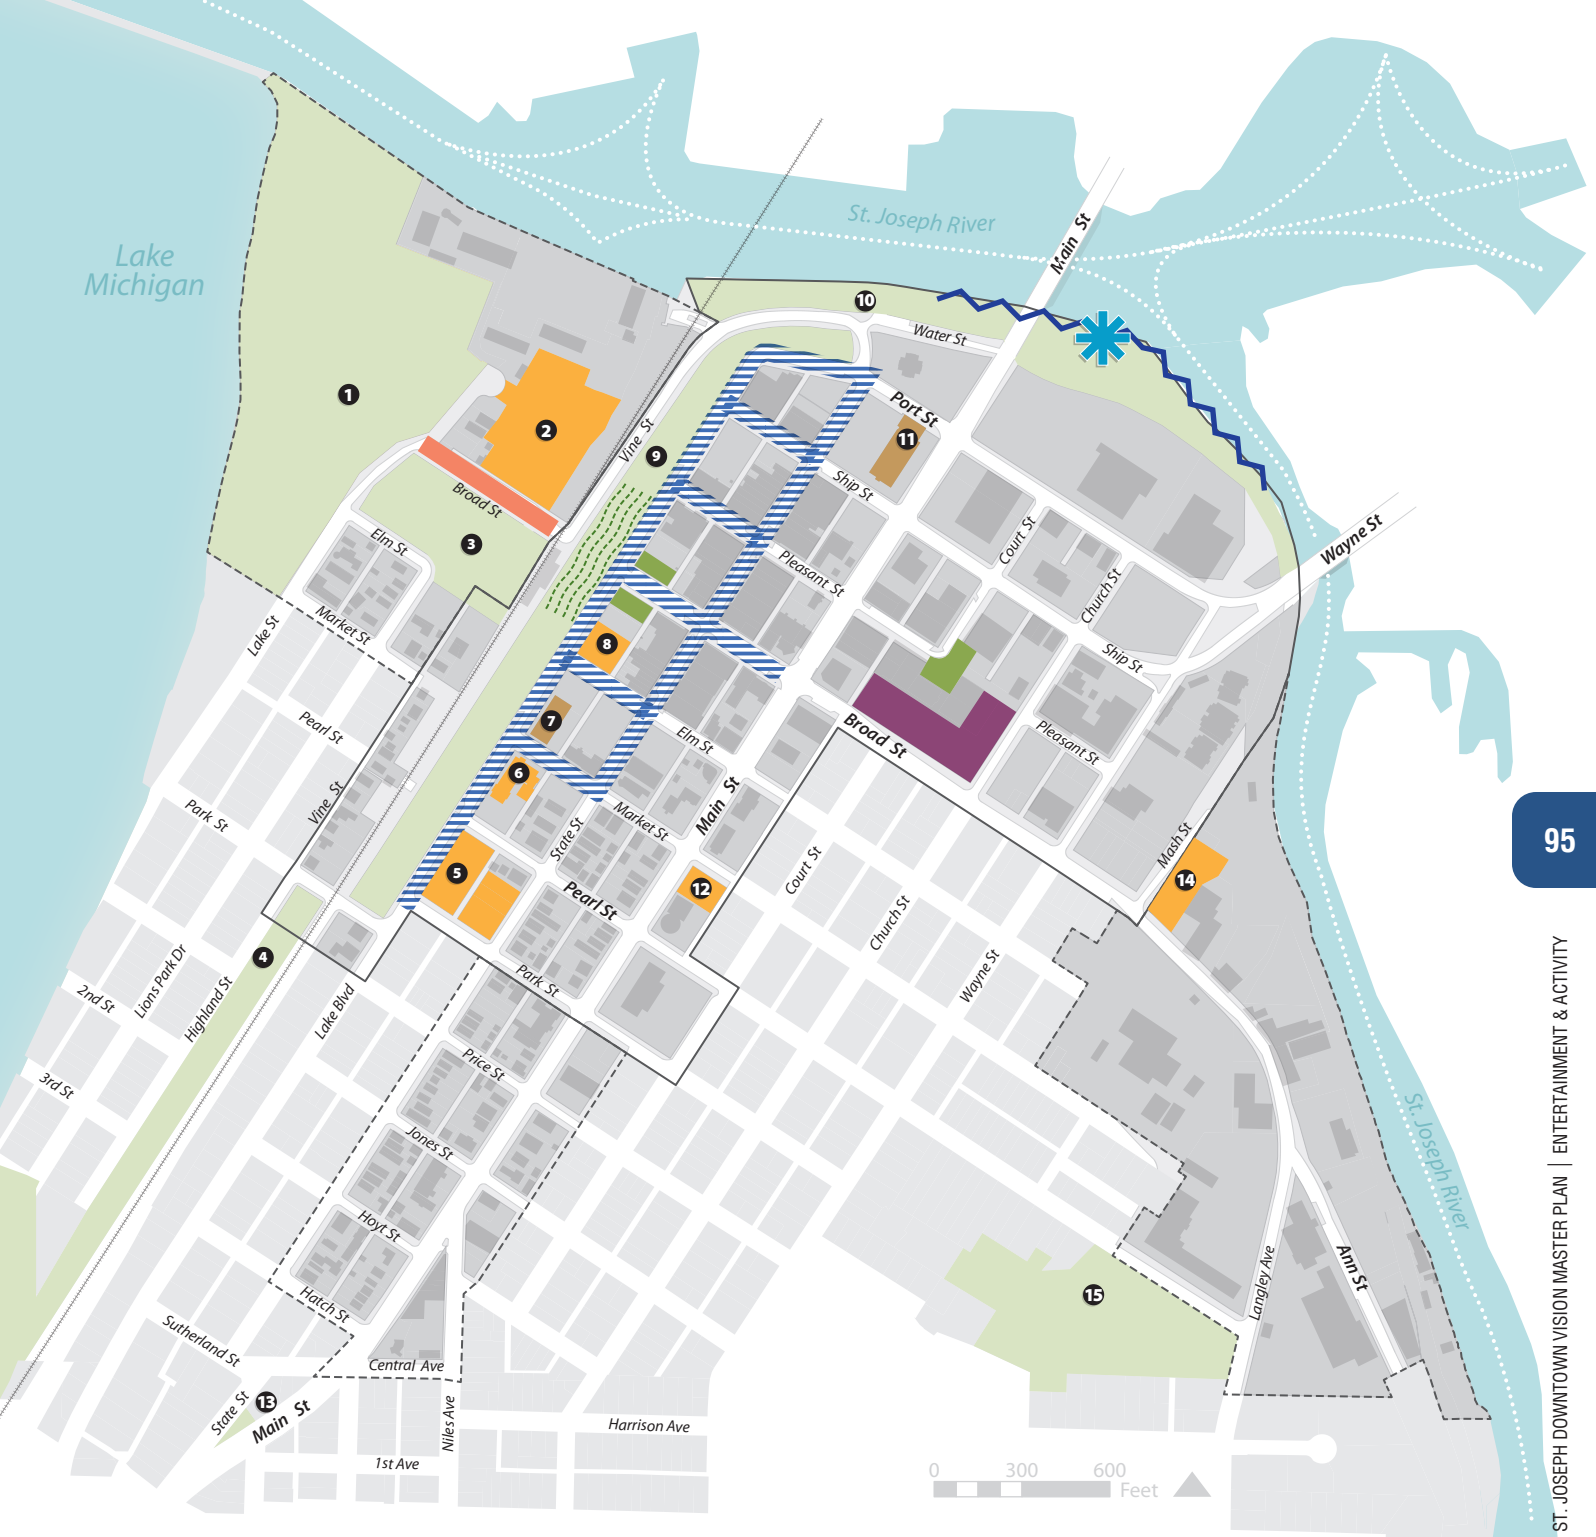 St. Joseph River
Main St
Lake
Michigan
10
Water St
1
Port St
2
Vine St
11
9
Ship St
Broad St
Court St
Wayne St
Elm St
3
Pleasant St
Church St
Market St
Lake St
8
Ship St
Pearl St
7
Elm St
Broad St
Pleasant St
6
Vine St
Main St
Park St
Market St
State St
Mash St
95
5
Court St
12
14
Pearl St
Church St
4
Lions Park Dr
2nd St
Highland St
Lake Blvd
Park St
Wayne St
3rd St
Price St
Jones St
St. Joseph River
Hoyt St
Hatch St
Langley Ave
Ann St
15
Sutherland St
Central Ave
State St
13
Main St
Niles Ave
Harrison Ave
1st Ave
0 300 600
Feet
ST. JOSEPH DOWNTOWN VISION MASTER PLAN | ENTERTAINMENT & ACTIVITY